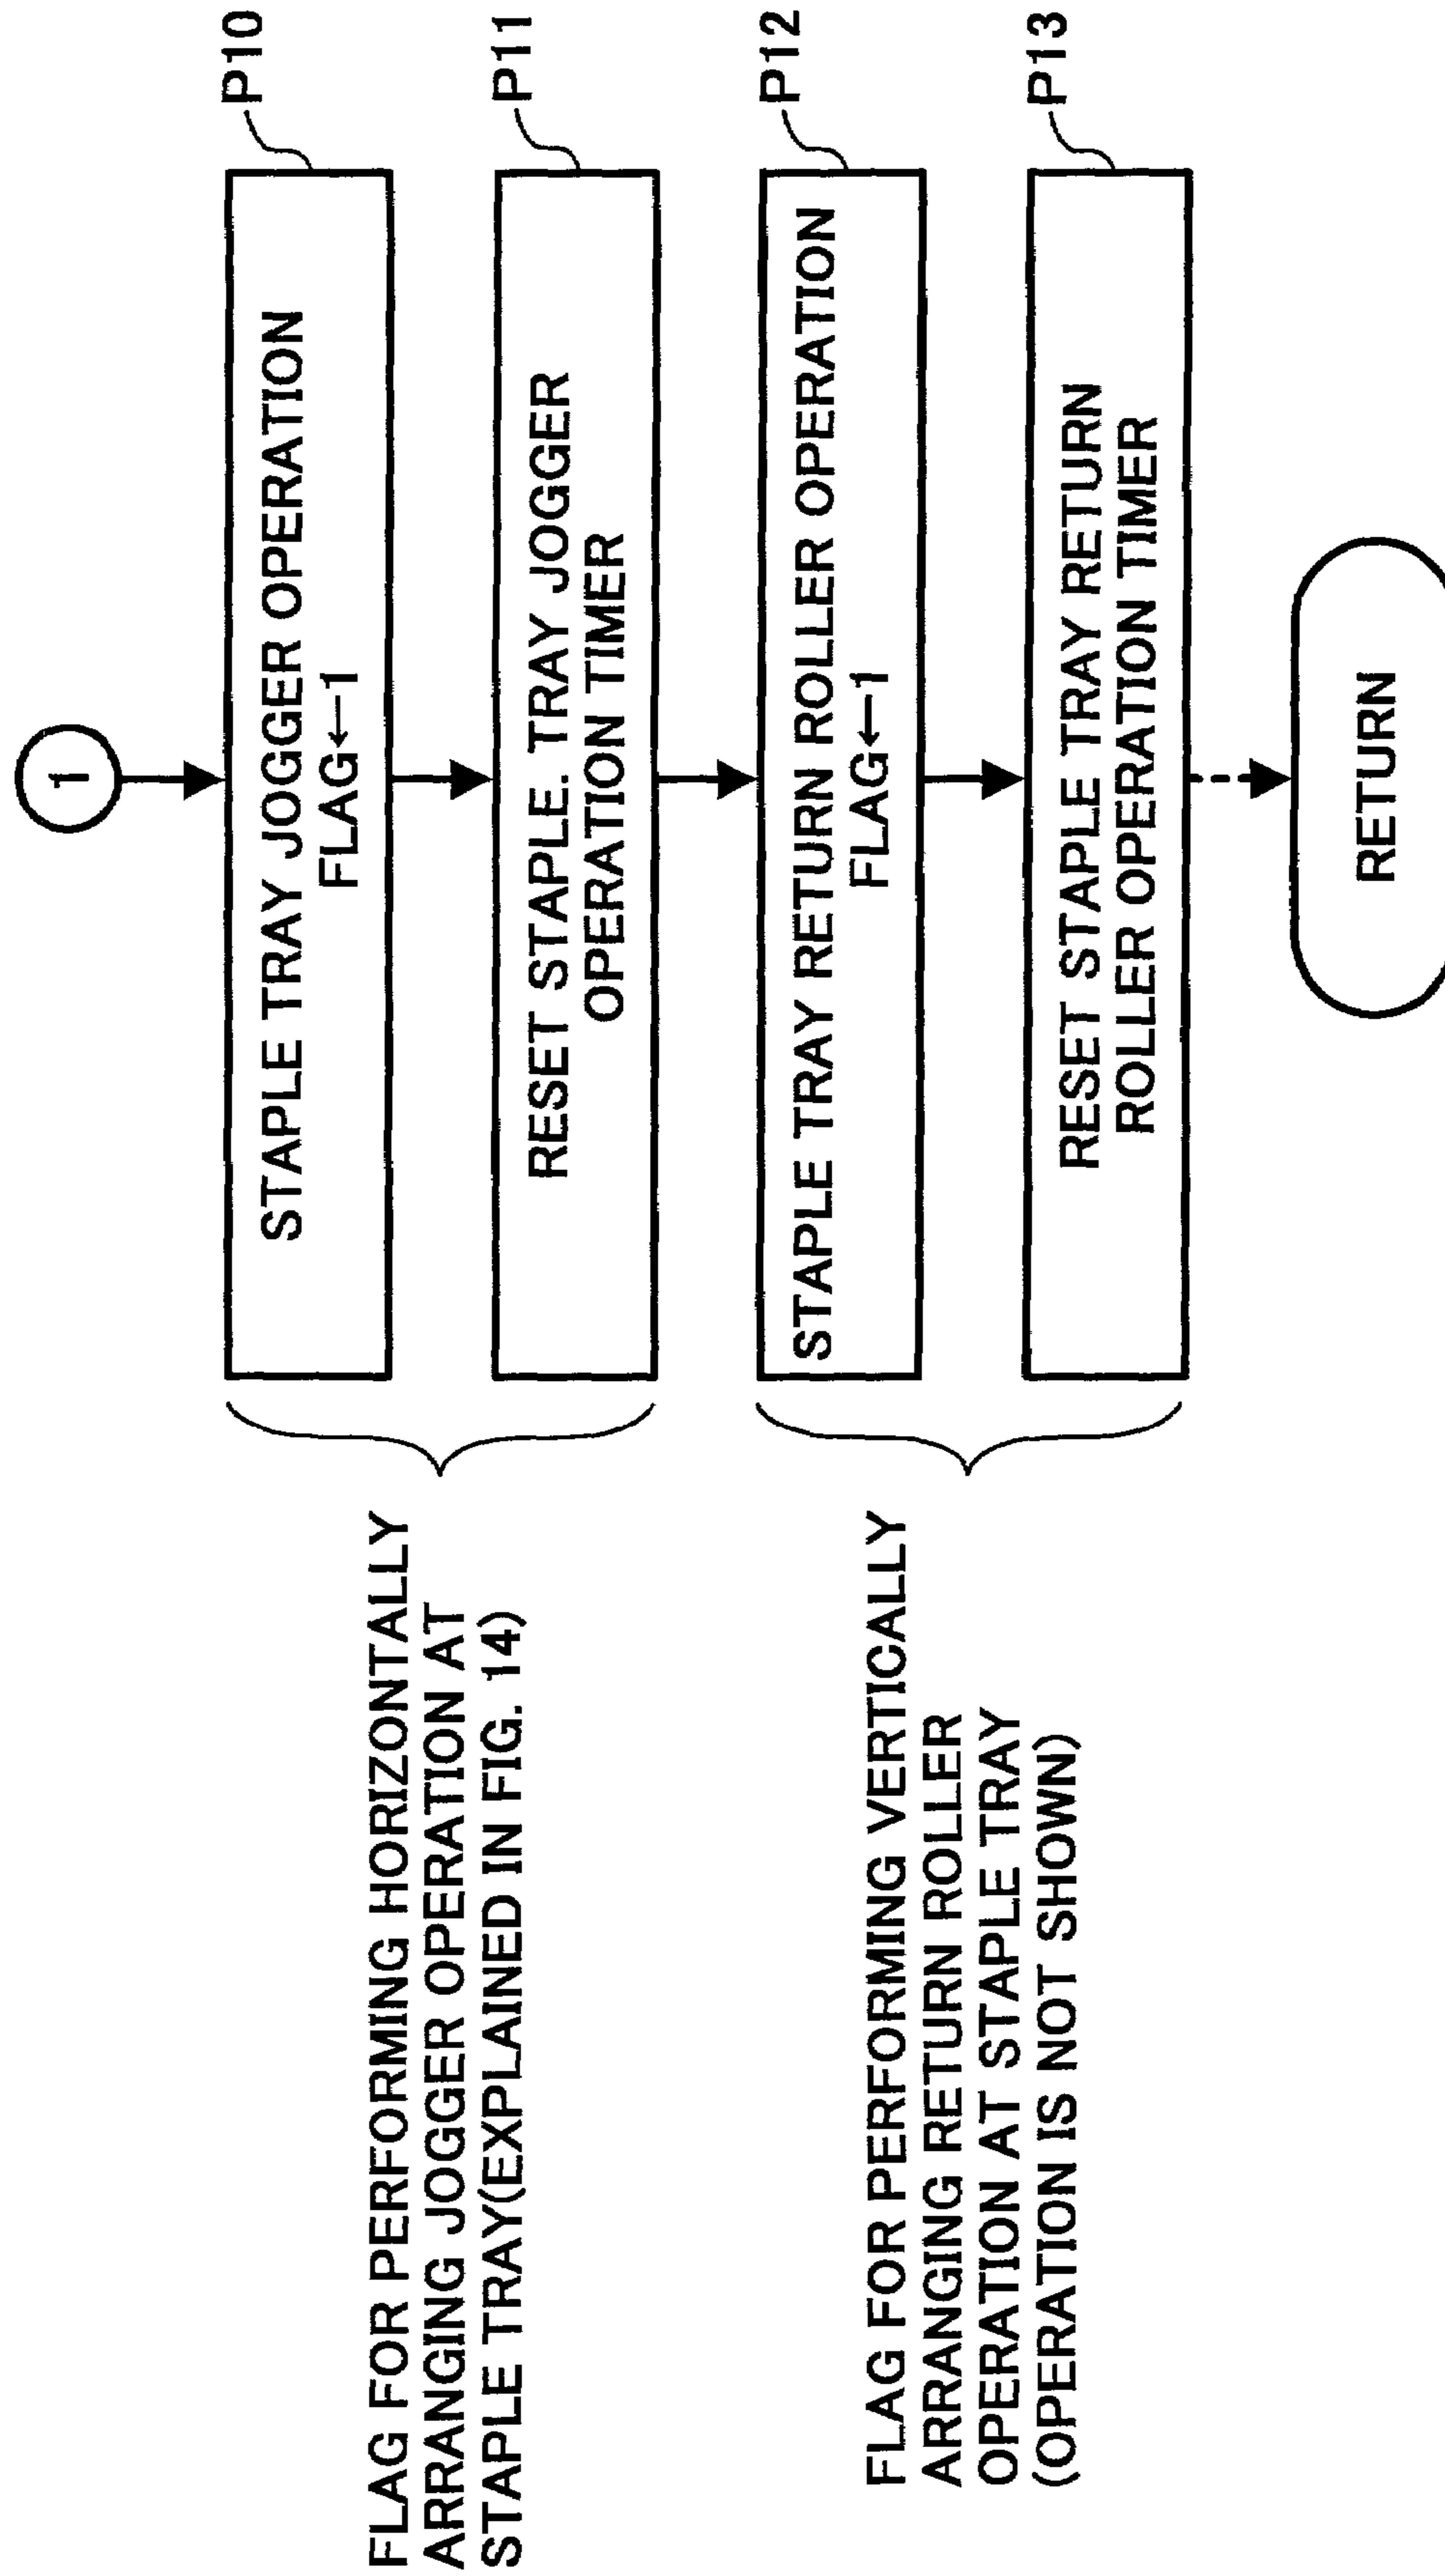 1
STAPLE TRAY JOGGER OPERATION
FLAG←1
P10
RESET STAPLE. TRAY JOGGER
OPERATION TIMER
P11
FLAG FOR PERFORMING HORIZONTALLY
ARRANGING JOGGER OPERATION AT
STAPLE TRAY(EXPLAINED IN FIG. 14)
STAPLE TRAY RETURN ROLLER OPERATION
FLAG←1
P12
RESET STAPLE TRAY RETURN
ROLLER OPERATION TIMER
P13
FLAG FOR PERFORMING VERTICALLY
ARRANGING RETURN ROLLER
OPERATION AT STAPLE TRAY
(OPERATION IS NOT SHOWN)
RETURN